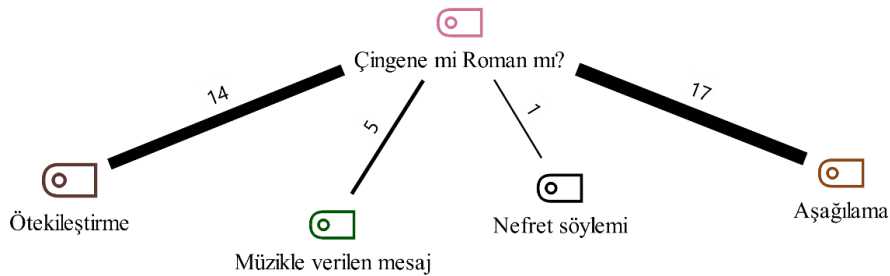 Çingene mi Roman mı?
14
5
1
17
Ötekileştirme
Müzikle verilen mesaj
Nefret söylemi
Aşağılama